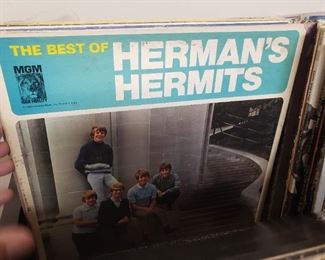 THE BEST OF
HERMAN'S
HERMITS
MGM